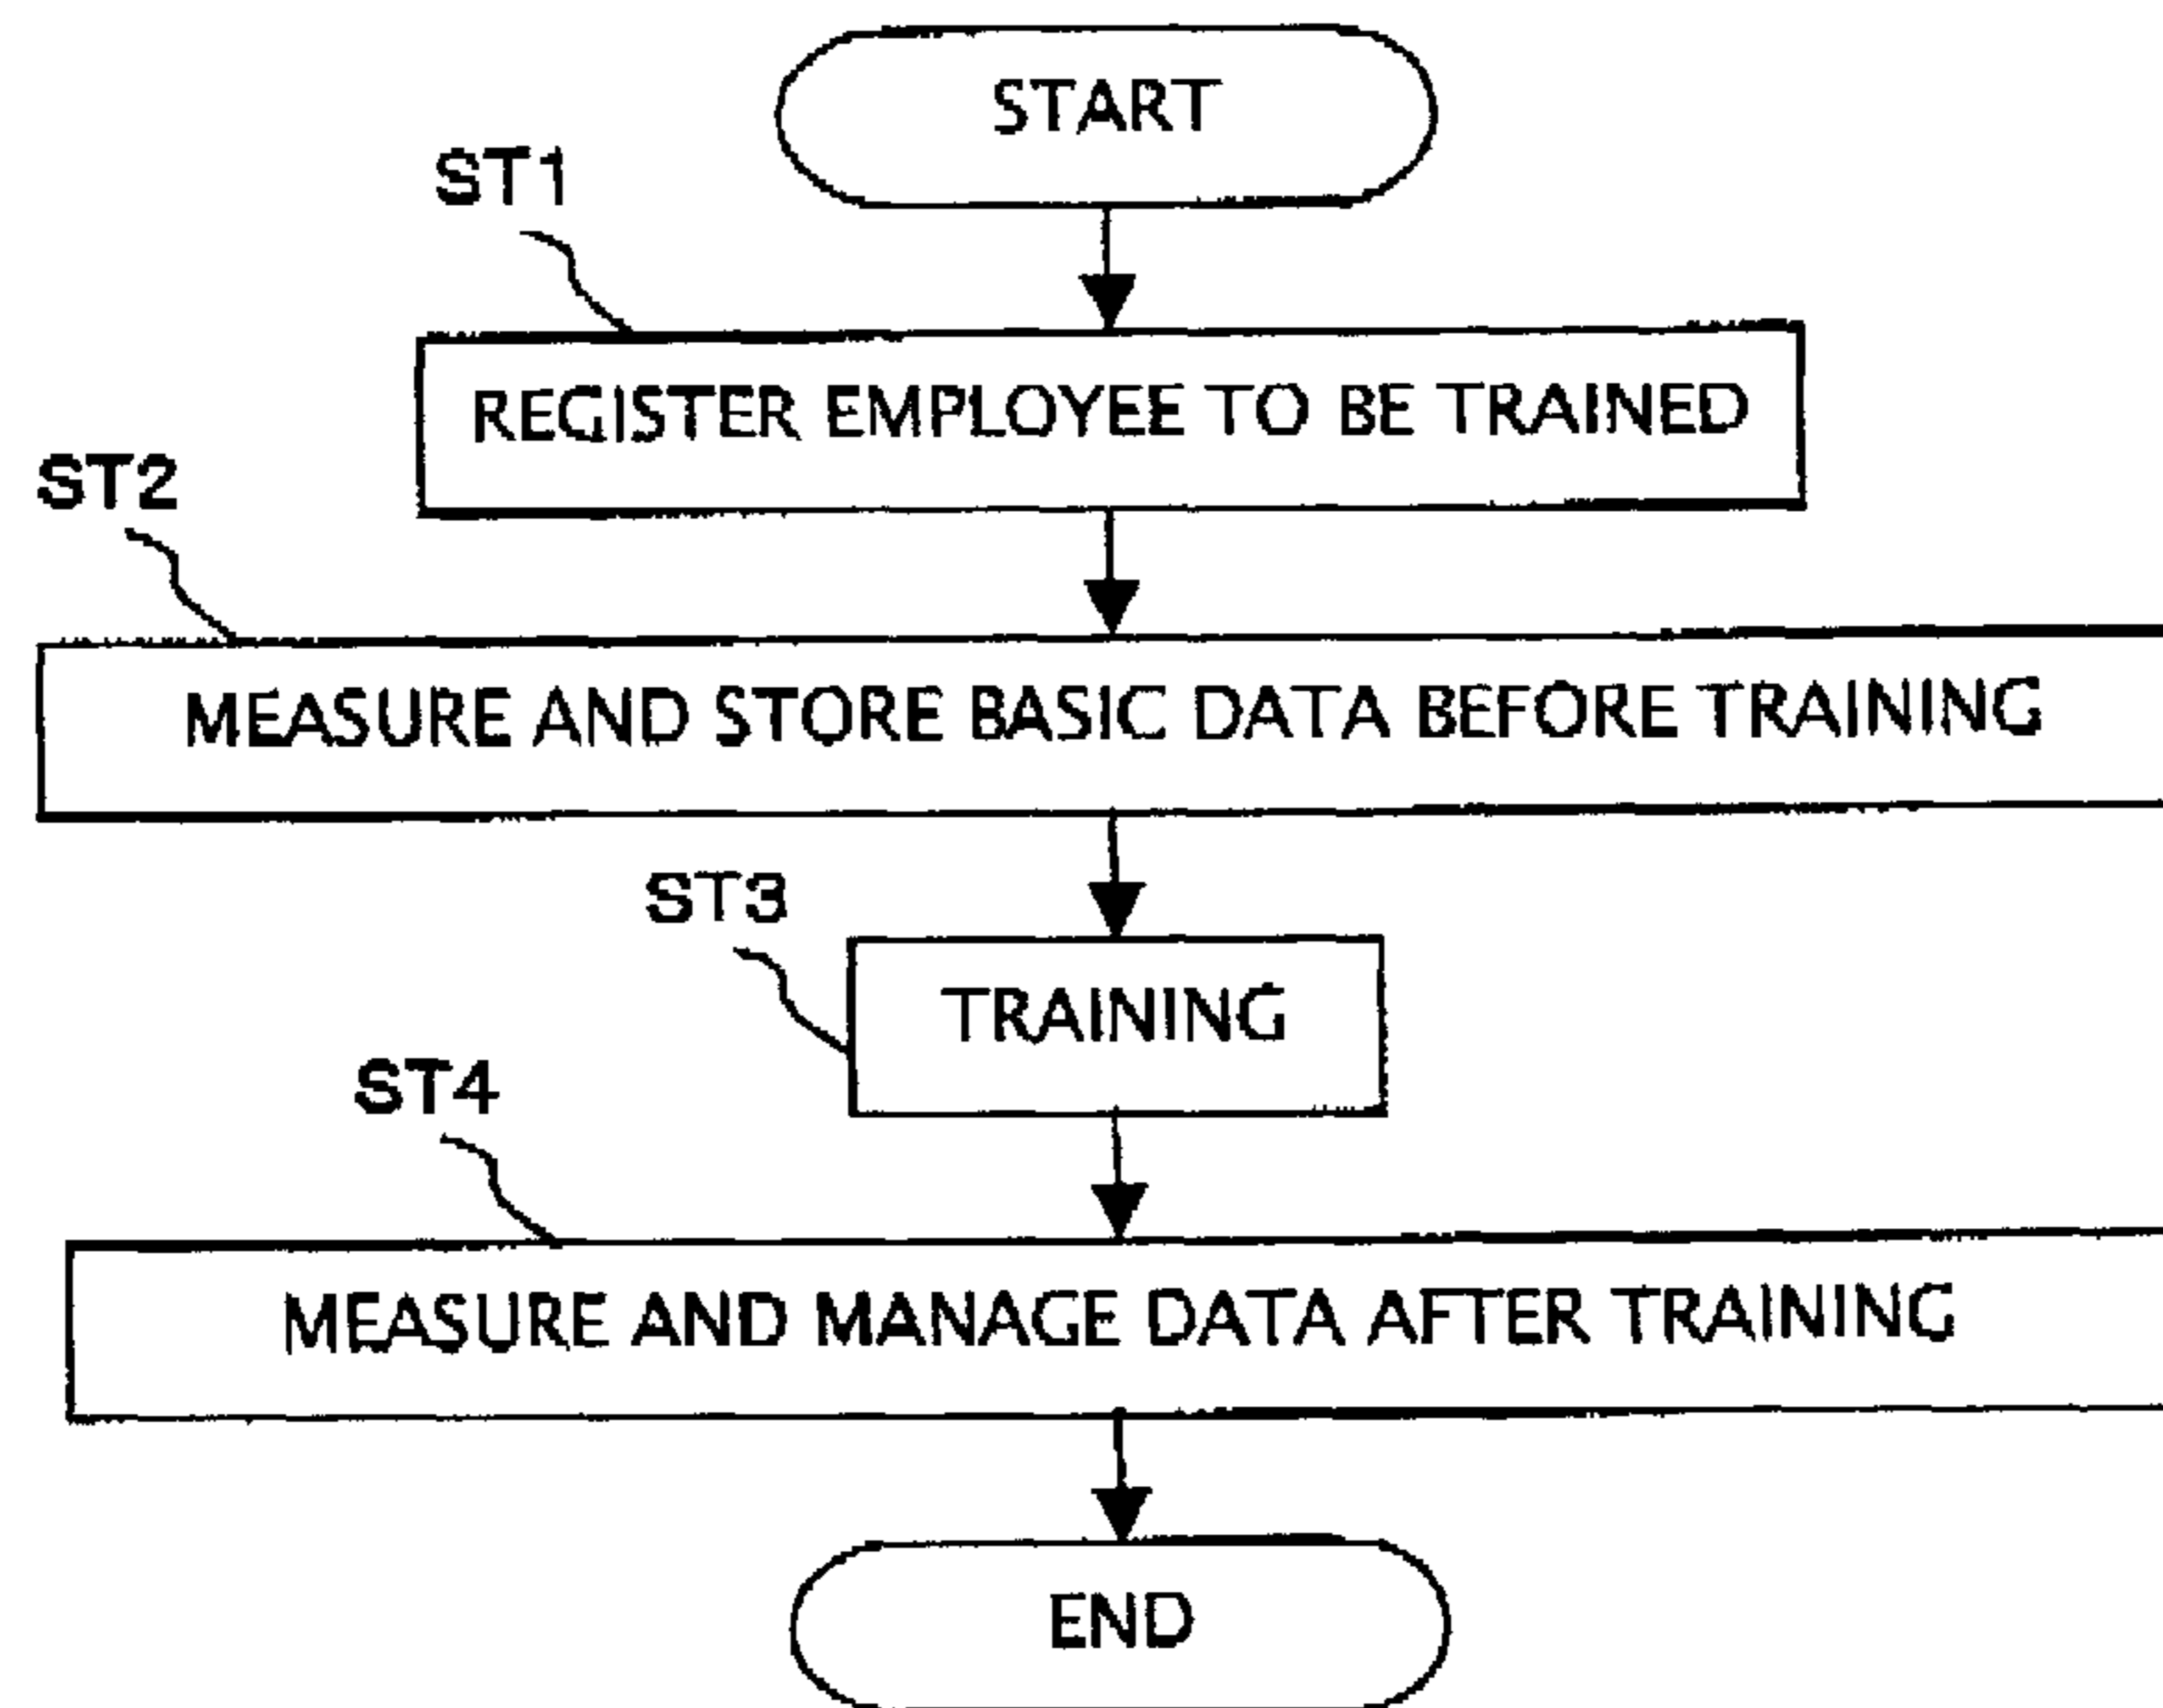 START
ST1
REGISTER EMPLOYEE TO BE TRAINED
ST2
MEASURE AND STORE BASIC DATA BEFORE TRAINING
ST3
TRAINING
ST4
MEASURE AND MANAGE DATA AFTER TRAINING
END